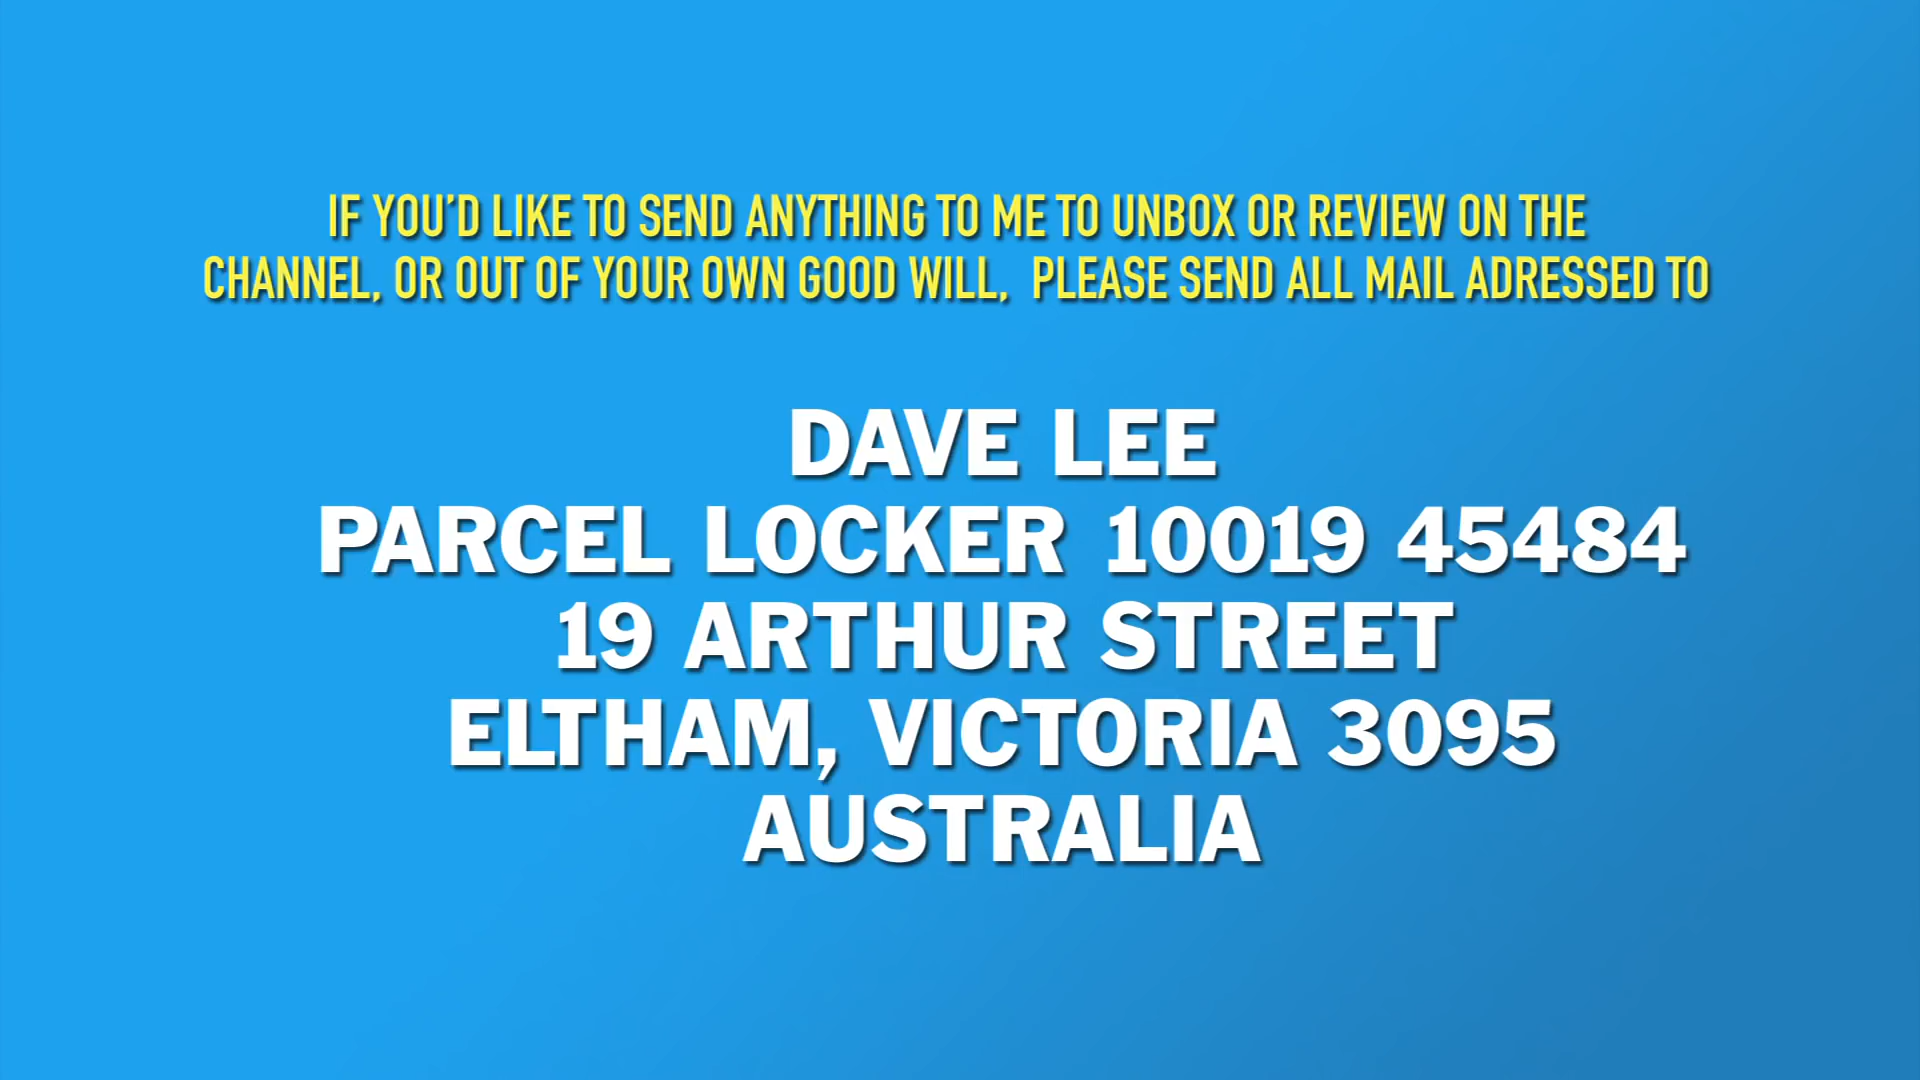 IF YOU'D LIKE TO SEND ANYTHING TO ME TO UNBOX OR REVIEW ON THE
CHANNEL, OR OUT OF YOUR OWN GOOD WILL, PLEASE SEND ALL MAIL ADRESSED TO
DAVE LEE
PARCEL LOCKER 10019 45484
19 ARTHUR STREET
ELTHAM, VICTORIA 3095
AUSTRALIA